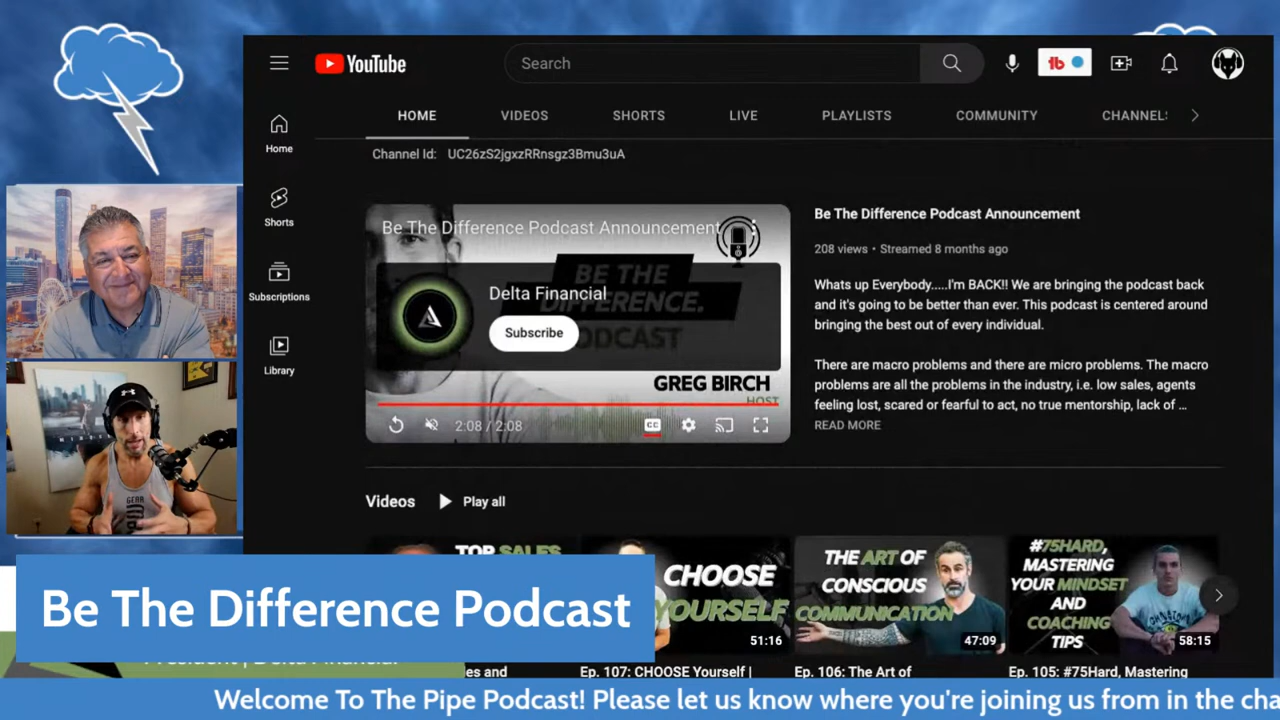 YouTube
Search
HOME
VIDEOS
SHORTS
LIVE
PLAYLISTS
COMMUNITY
CHANNEL
Home
Shorts
Subscriptions
Library
Channel Id: UC26zS2jgxzRRnsgz3Bmu3uA
Be The Difference Podcast Announcement
BE THE
DIFFERENCE.
PODCAST
Delta Financial
Subscribe
GREG BIRCH
HOST
2:08 / 2:08
CC
Be The Difference Podcast Announcement
208 views • Streamed 8 months ago
Whats up Everybody.....I'm BACK!! We are bringing the podcast back
and it's going to be better than ever. This podcast is centered around
bringing the best out of every individual.
There are macro problems and there are micro problems. The macro
problems are all the problems in the industry, i.e. low sales, agents
feeling lost, scared or fearful to act, no true mentorship, lack of ...
READ MORE
Videos
Play all
TOP SALES
CHOOSE
YOURSELF
51:16
THE ART OF
CONSCIOUS
COMMUNICATION
47:09
#75HARD,
MASTERING
YOUR MINDSET
AND
COACHING
TIPS
58:15
les and
Ep. 107: CHOOSE Yourself |
Ep. 106: The Art of
Ep. 105: #75Hard, Mastering
GEAR
Be The Difference Podcast
President | Delta Financial
Welcome To The Pipe Podcast! Please let us know where you're joining us from in the cha